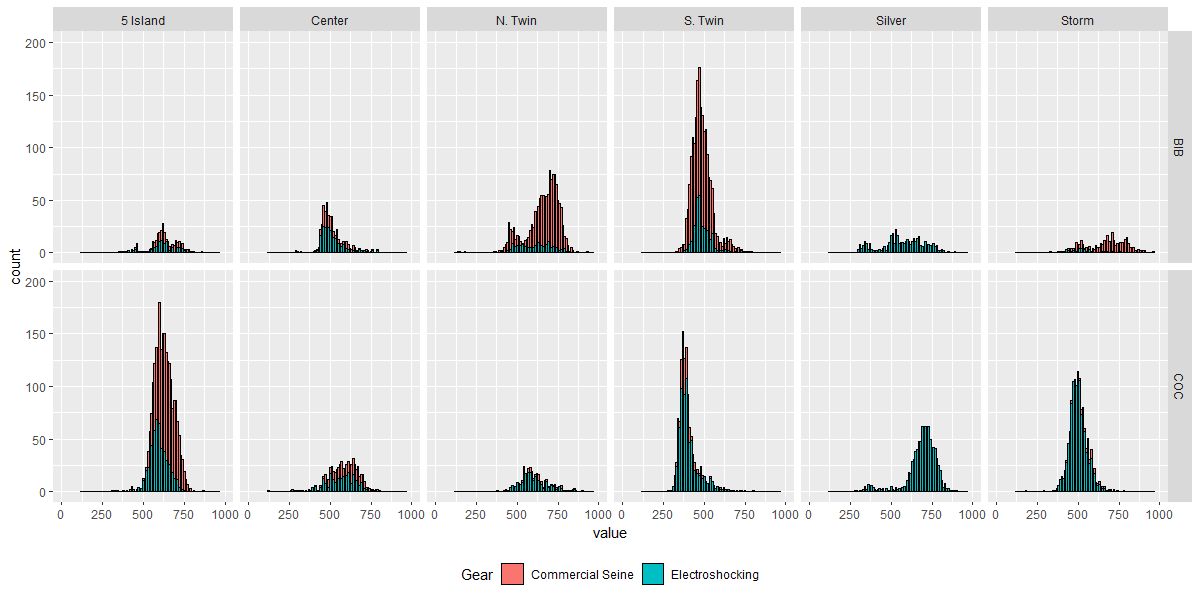 5 Island Center N. Twin S. Twin Silver Storm
200
150
100
50
0
BIB
count
200
150
100
50
0
COC
0 250 500 750 1000 0 250 500 750 1000 0 250 500 750 1000 0 250 500 750 1000 0 250 500 750 1000 0 250 500 750 1000
value
Gear Commercial Seine Electroshocking